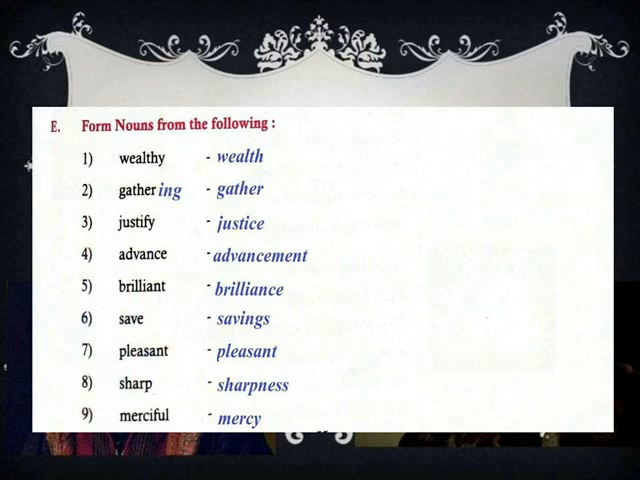 E. Form Nouns from the following :
1) wealthy - wealth
2) gathering - gather
3) justify - justice
4) advance - advancement
5) brilliant - brilliance
6) save - savings
7) pleasant - pleasant
8) sharp - sharpness
9) merciful - mercy